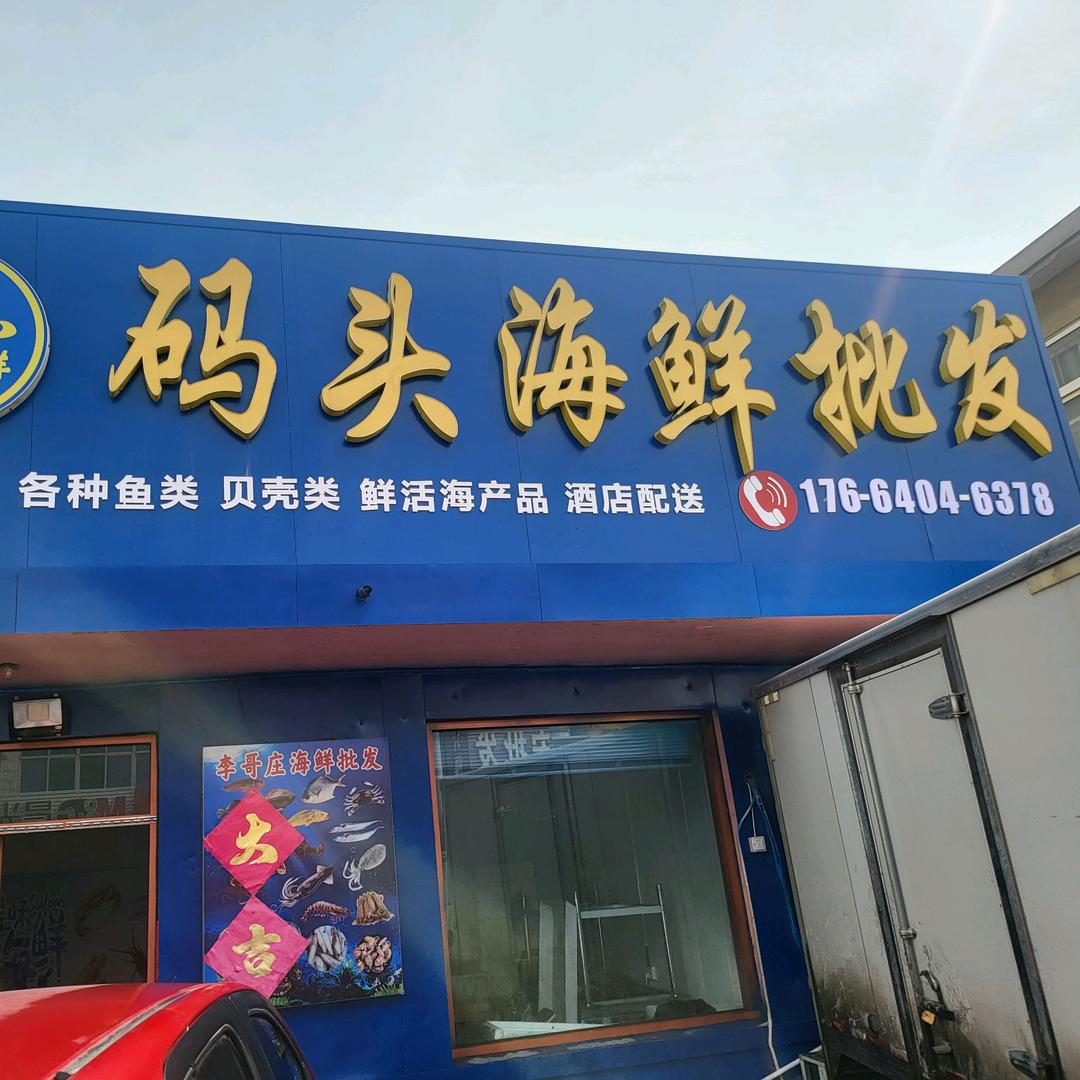 码头海鲜批发
各种鱼类 贝壳类 鲜活海产品 酒店配送 176-6404-6378
李哥庄海鲜批发
大
吉